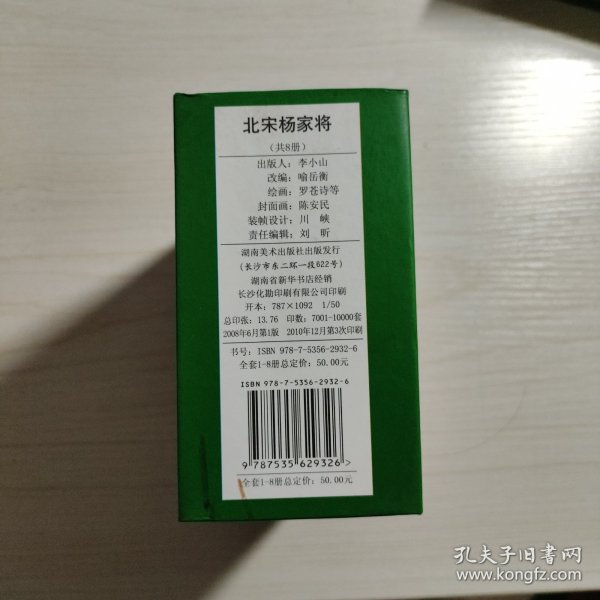 北宋杨家将
(共8册)
出版人：李小山
改编：喻岳衡
绘画：罗苍诗等
封面画：陈安民
装帧设计：川 峡
责任编辑：刘 昕
湖南美术出版社出版发行
(长沙市东二环一段622号)
湖南省新华书店经销
长沙化勘印刷有限公司印刷
开本：787×1092 1/50
总印张：13.76 印数：7001-10000套
2008年6月第1版 2010年12月第3次印刷
书号：ISBN 978-7-5356-2932-6
全套1-8册总定价：50.00元
ISBN 978-7-5356-2932-6
9 787535 629326 >
全套1-8册总定价：50.00元
孔夫子旧书网
www.kongfz.com